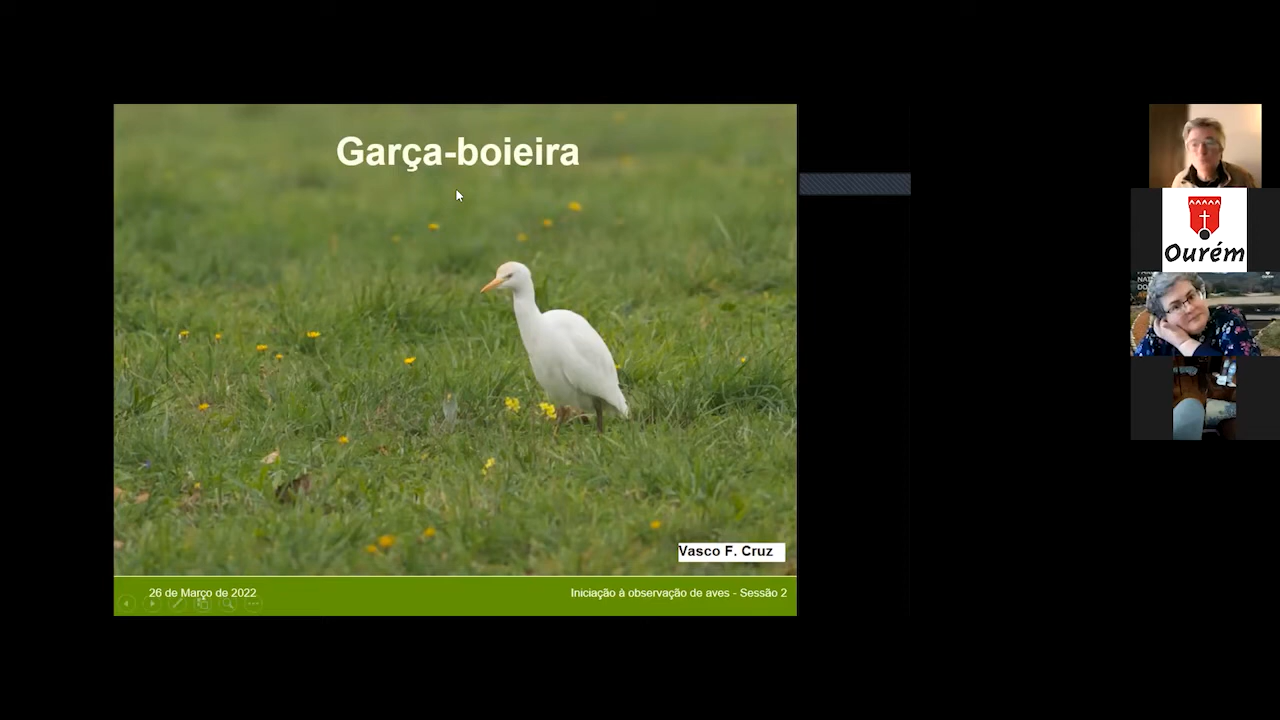 Garça-boieira
Vasco F. Cruz
26 de Março de 2022
Iniciação à observação de aves - Sessão 2
Ourém